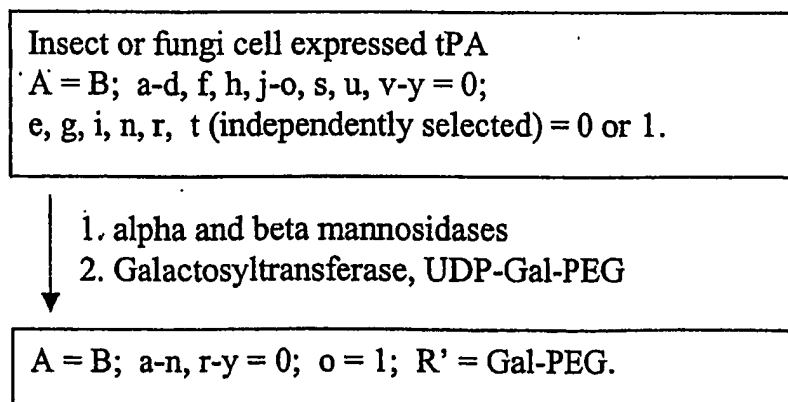 Insect or fungi cell expressed tPA
A = B; a-d, f, h, j-o, s, u, v-y = 0;
e, g, i, n, r, t (independently selected) = 0 or 1.
1. alpha and beta mannosidases
2. Galactosyltransferase, UDP-Gal-PEG
A = B; a-n, r-y = 0; o = 1; R' = Gal-PEG.